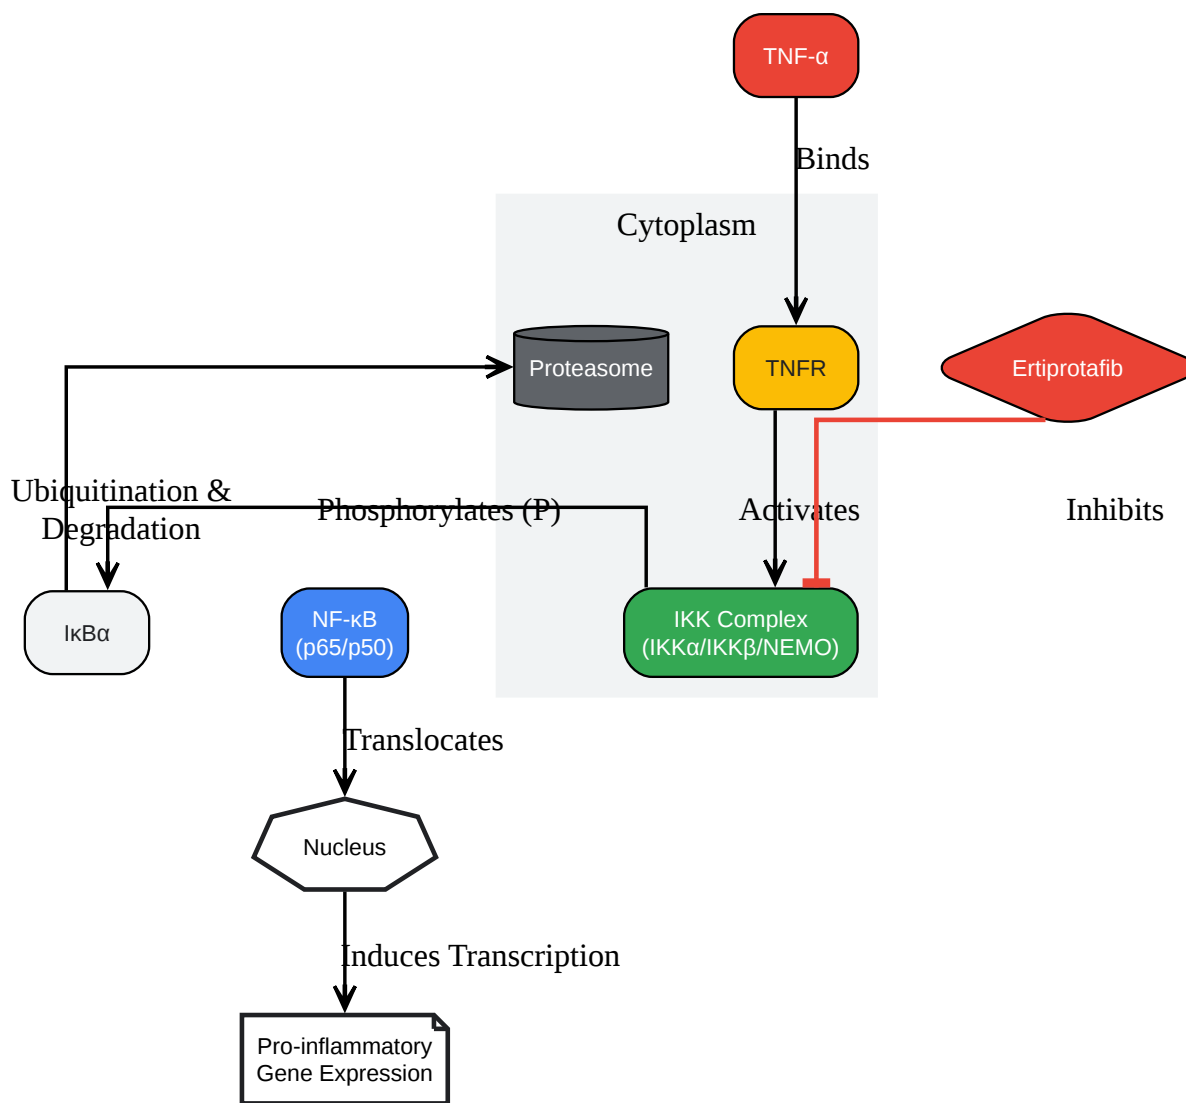 TNF-α
Binds
Cytoplasm
Proteasome
TNFR
Ertiprotafib
Ubiquitination &
Degradation
Phosphorylates (P)
Activates
Inhibits
IκBα
NF-κB
(p65/p50)
IKK Complex
(IKKα/IKKβ/NEMO)
Translocates
Nucleus
Induces Transcription
Pro-inflammatory
Gene Expression